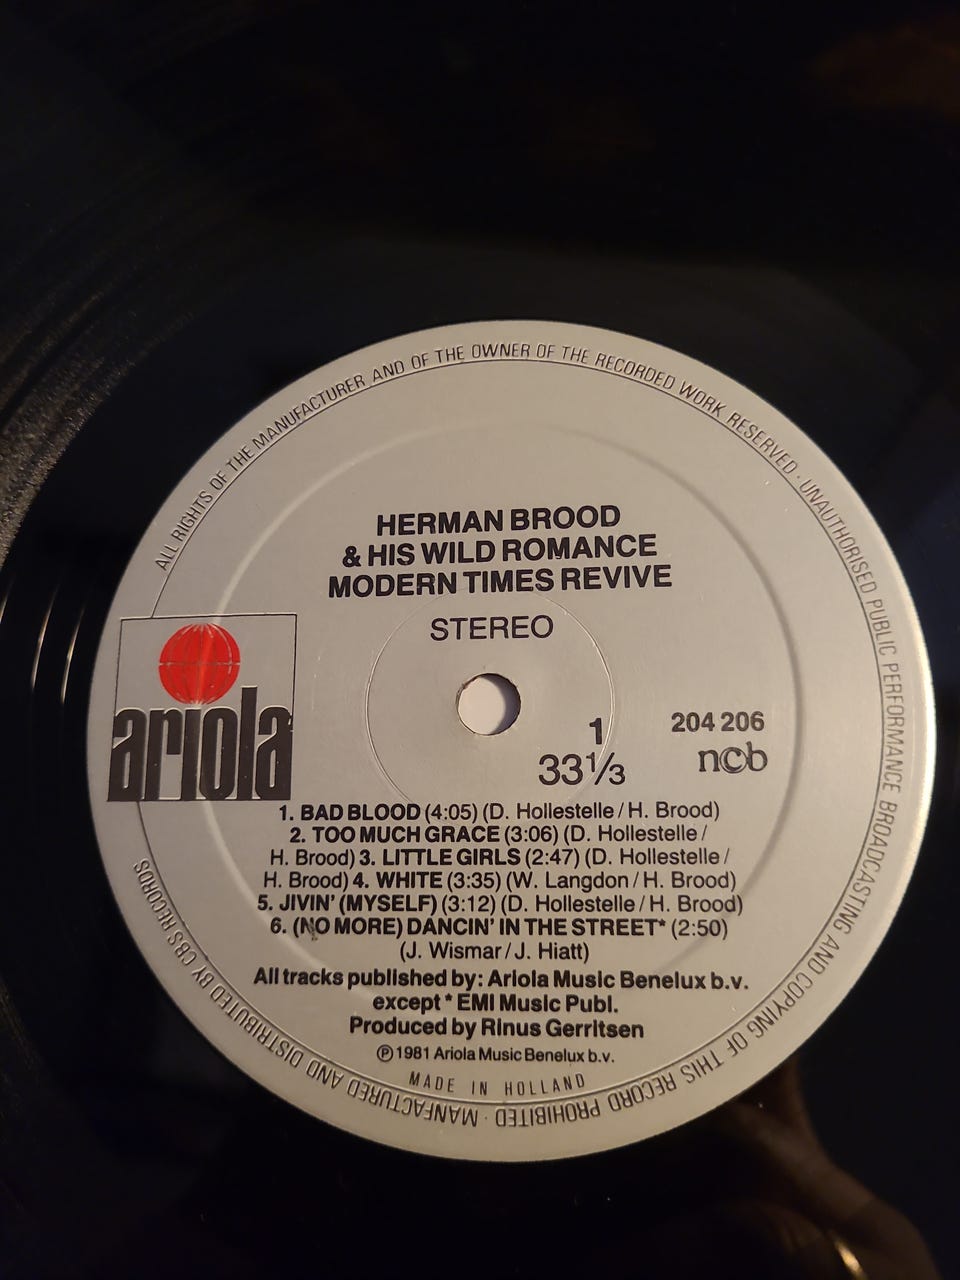 ALL RIGHTS OF THE MANUFACTURER AND OF THE OWNER OF THE RECORDED WORK RESERVED · UNAUTHORISED PUBLIC PERFORMANCE BROADCASTING AND COPYING OF THIS RECORD PROHIBITED · MANFACTURED AND DISTRIBUTED BY CBS RECORDS
HERMAN BROOD
& HIS WILD ROMANCE
MODERN TIMES REVIVE
STEREO
ariola
1
33⅓
204 206
ncb
1. BAD BLOOD (4:05) (D. Hollestelle / H. Brood)
2. TOO MUCH GRACE (3:06) (D. Hollestelle /
H. Brood) 3. LITTLE GIRLS (2:47) (D. Hollestelle /
H. Brood) 4. WHITE (3:35) (W. Langdon / H. Brood)
5. JIVIN' (MYSELF) (3:12) (D. Hollestelle / H. Brood)
6. (NO MORE) DANCIN' IN THE STREET* (2:50)
(J. Wismar / J. Hiatt)
All tracks published by: Ariola Music Benelux b.v.
except * EMI Music Publ.
Produced by Rinus Gerritsen
Ⓟ 1981 Ariola Music Benelux b.v.
MADE IN HOLLAND